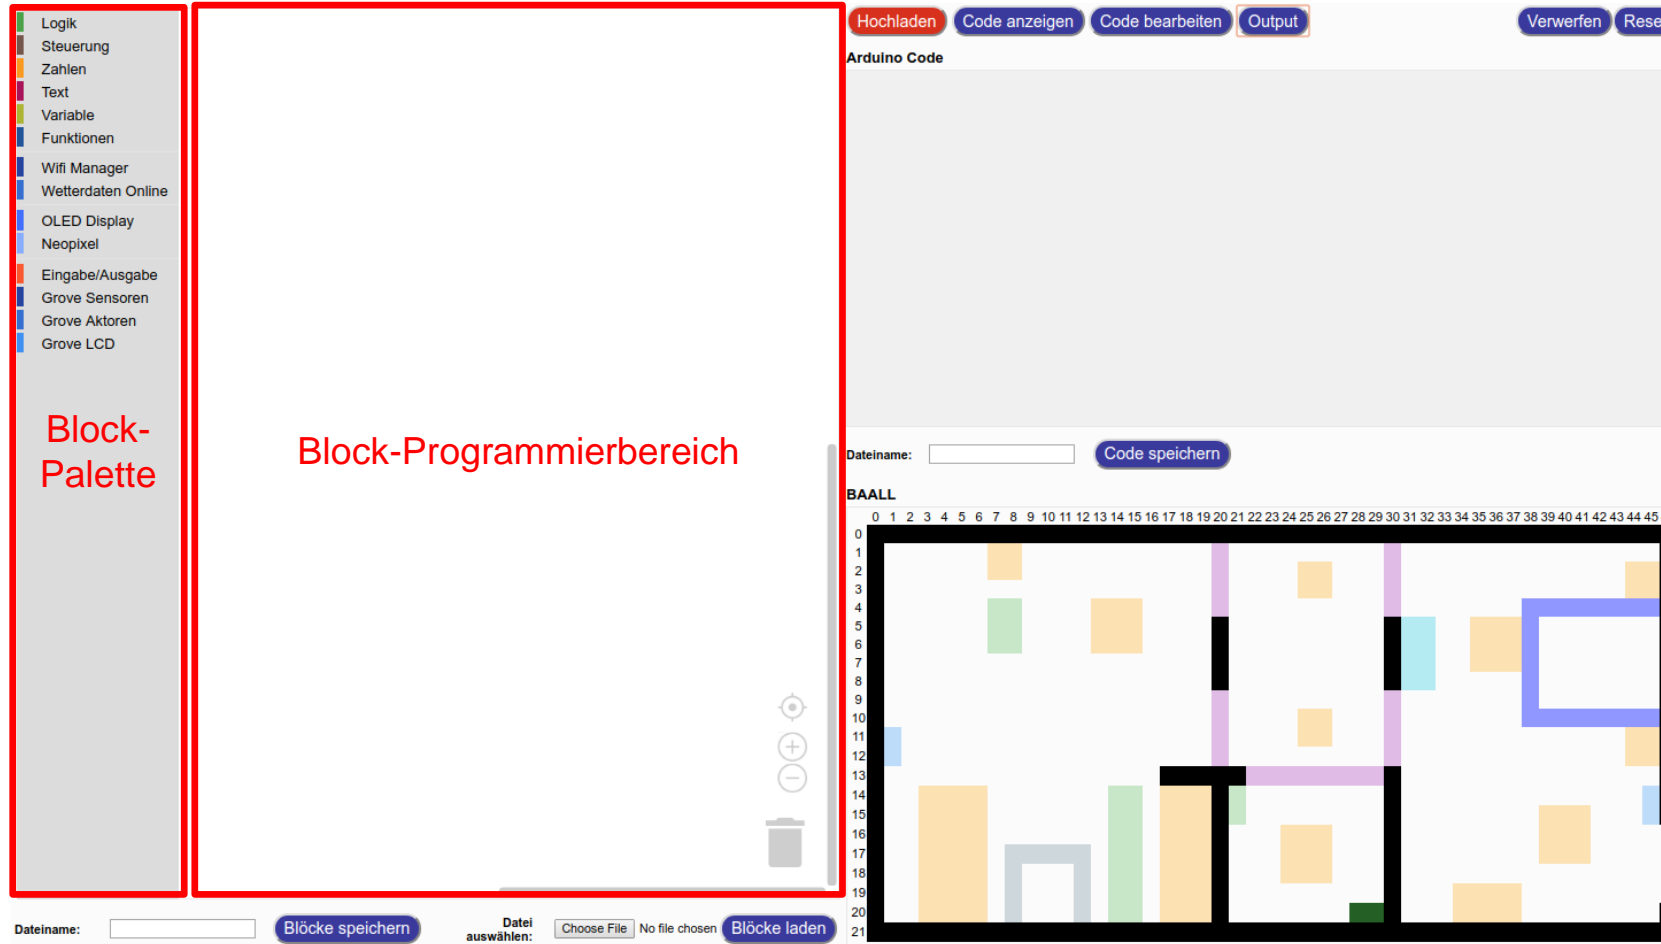 Logik
Steuerung
Zahlen
Text
Variable
Funktionen
Wifi Manager
Wetterdaten Online
OLED Display
Neopixel
Eingabe/Ausgabe
Grove Sensoren
Grove Aktoren
Grove LCD
Block-
Palette
Block-Programmierbereich
Dateiname:
Blöcke speichern
Datei
auswählen:
Choose File No file chosen
Blöcke laden
Hochladen Code anzeigen Code bearbeiten Output Verwerfen Rese
Arduino Code
Dateiname:
Code speichern
BAALL
0 1 2 3 4 5 6 7 8 9 10 11 12 13 14 15 16 17 18 19 20 21 22 23 24 25 26 27 28 29 30 31 32 33 34 35 36 37 38 39 40 41 42 43 44 45
0
1
2
3
4
5
6
7
8
9
10
11
12
13
14
15
16
17
18
19
20
21